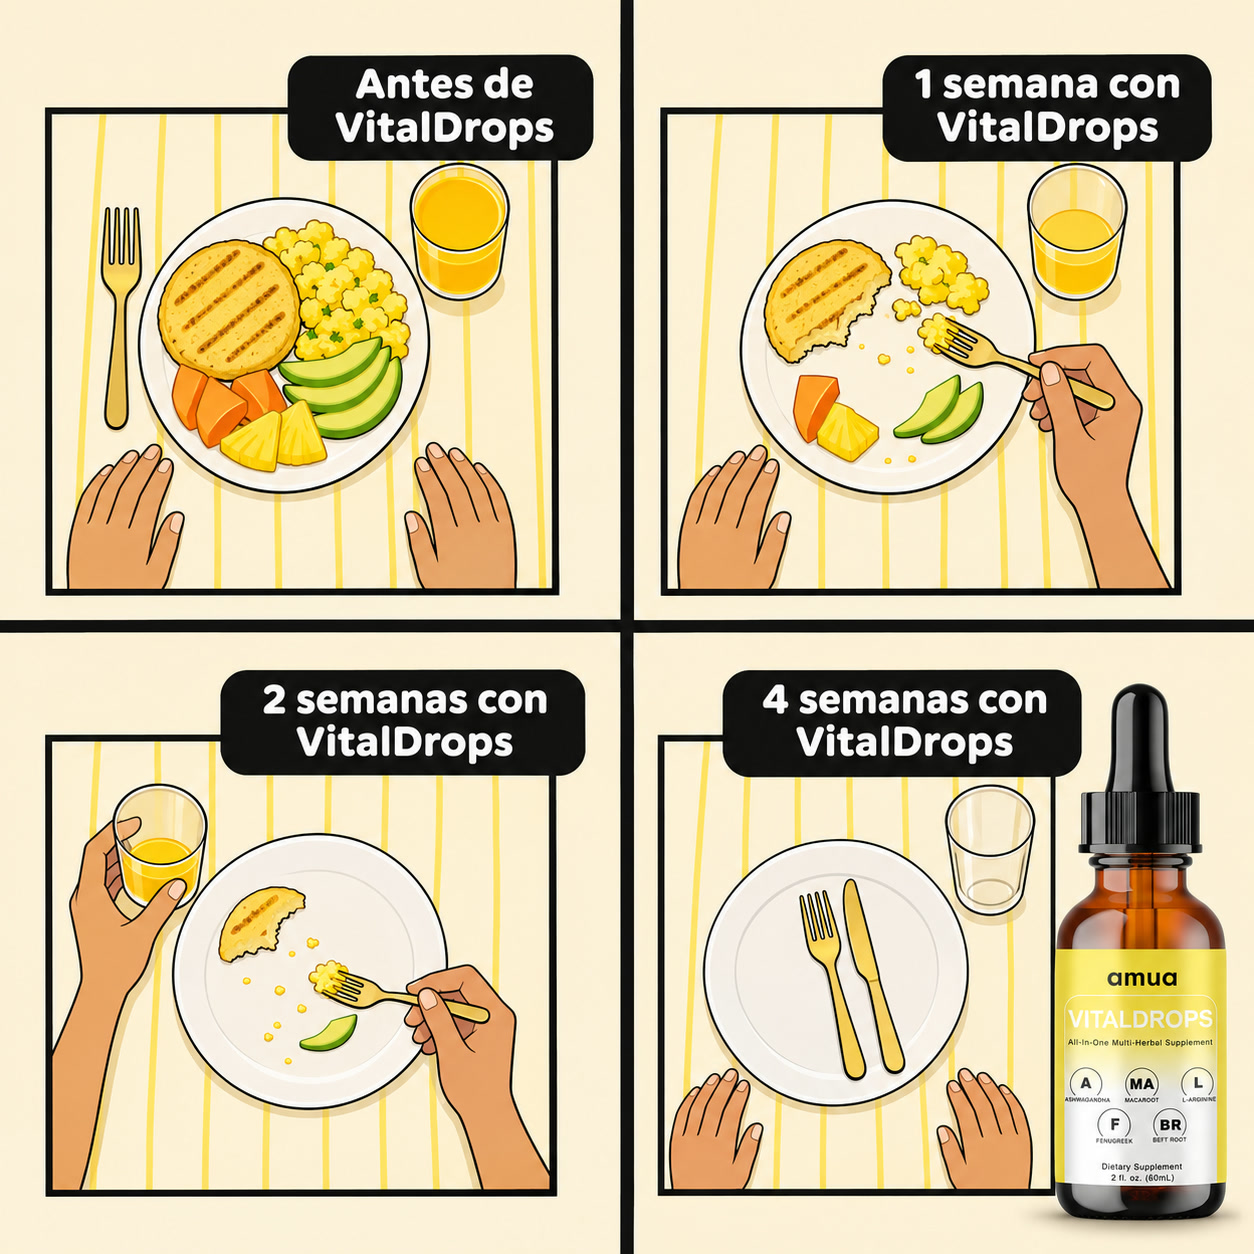 Antes de
VitalDrops
1 semana con
VitalDrops
2 semanas con
VitalDrops
4 semanas con
VitalDrops
amua
VITALDROPS
All-In-One Multi-Herbal Supplement
A
MA
L
ASHWAGANDHA
MACAROOT
L-ARGININE
F
BR
FENUGREEK
BEFT ROOT
Dietary Supplement
2 fl. oz. (60mL)